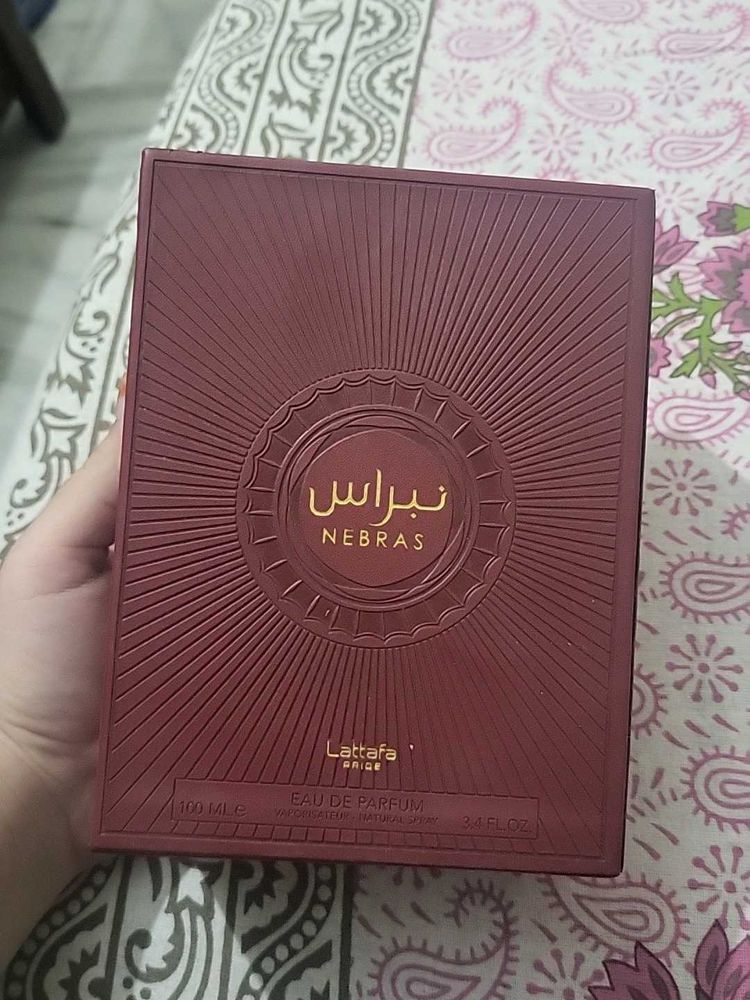 نبراس
NEBRAS
Lattafa
PRIDE
EAU DE PARFUM
100 ML e VAPORISATEUR - NATURAL SPRAY 3.4 FL.OZ.